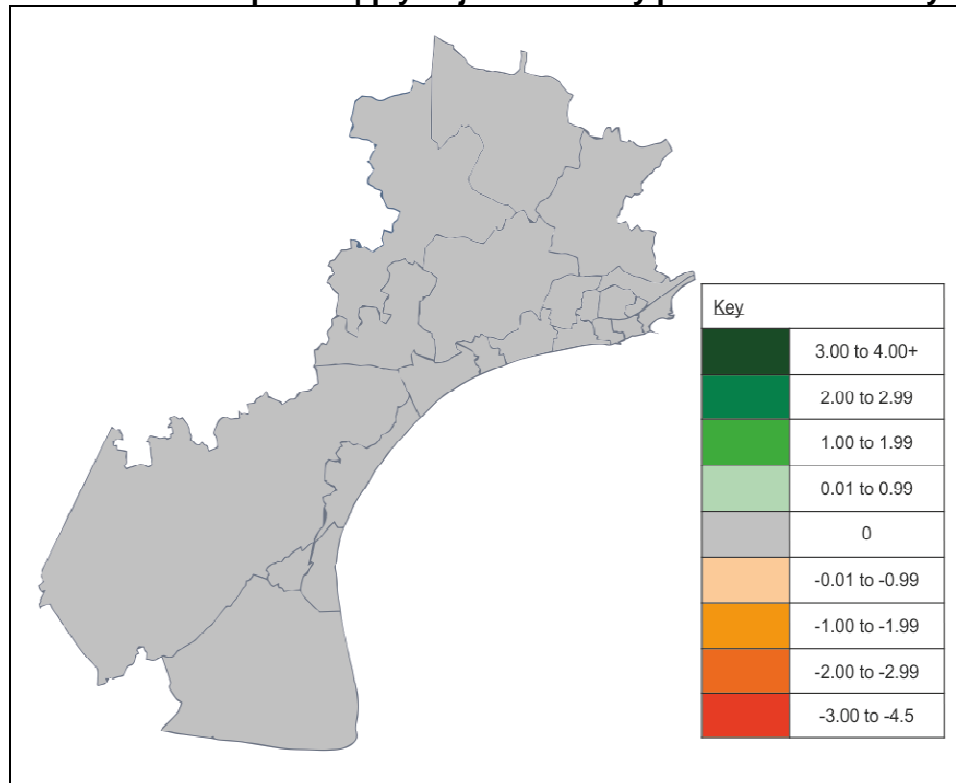 Key
3.00 to 4.00+
2.00 to 2.99
1.00 to 1.99
0.01 to 0.99
0
-0.01 to -0.99
-1.00 to -1.99
-2.00 to -2.99
-3.00 to -4.5